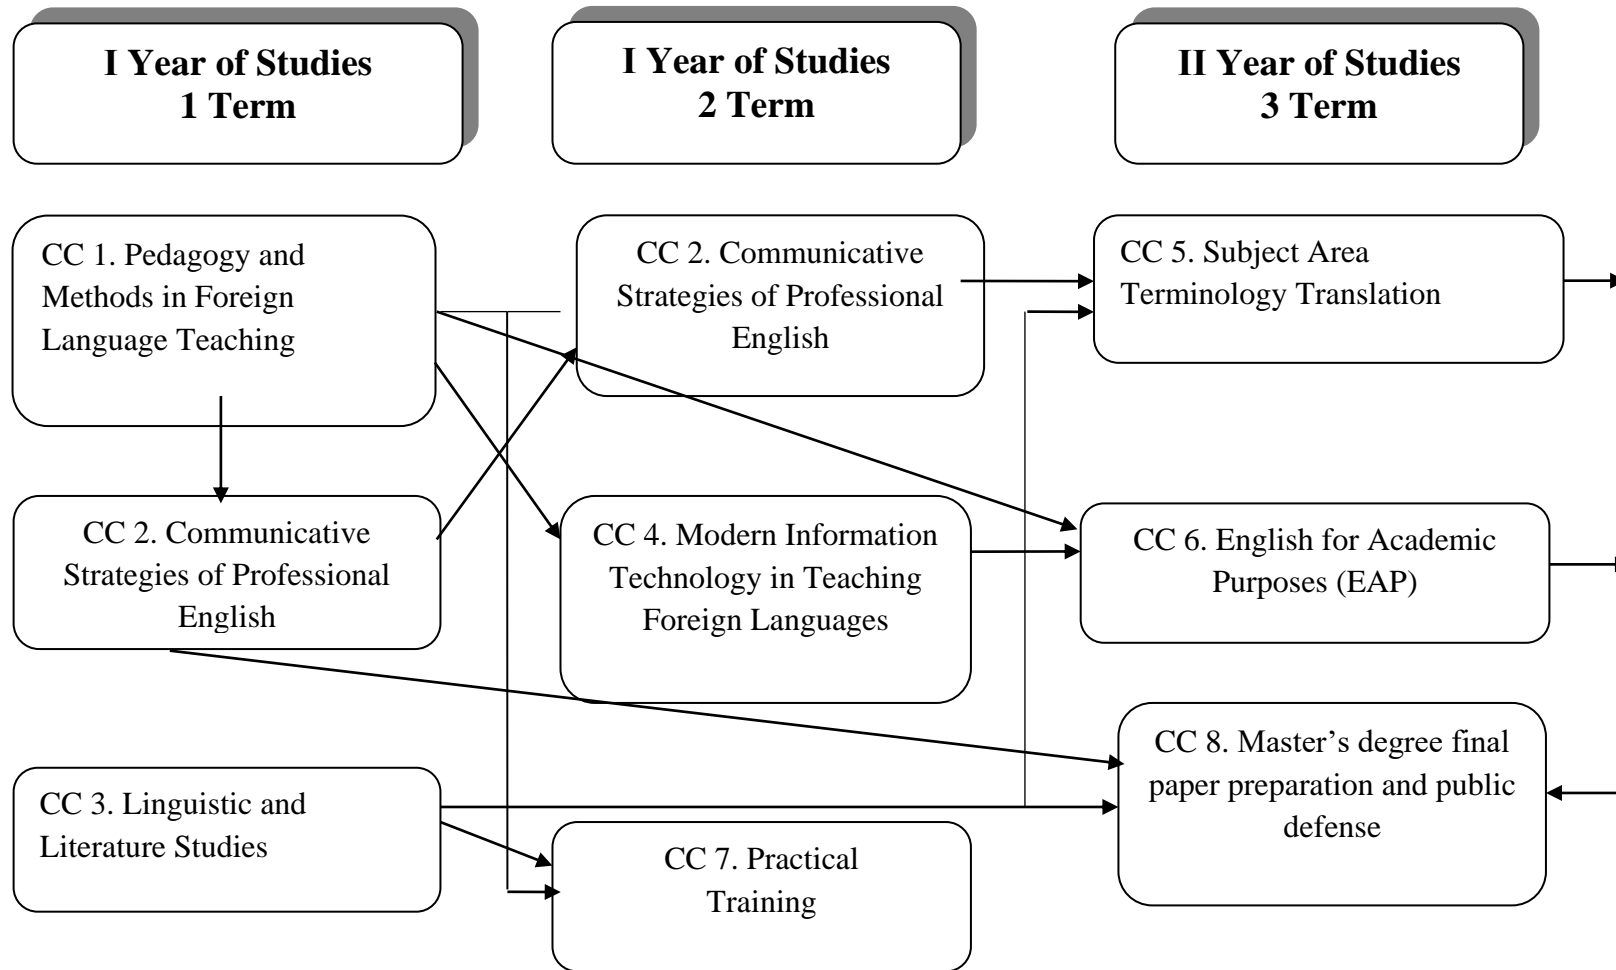 I Year of Studies
1 Term
I Year of Studies
2 Term
II Year of Studies
3 Term
CC 1. Pedagogy and
Methods in Foreign
Language Teaching
CC 2. Communicative
Strategies of Professional
English
CC 5. Subject Area
Terminology Translation
CC 2. Communicative
Strategies of Professional
English
CC 4. Modern Information
Technology in Teaching
Foreign Languages
CC 6. English for Academic
Purposes (EAP)
CC 3. Linguistic and
Literature Studies
CC 7. Practical
Training
CC 8. Master’s degree final
paper preparation and public
defense